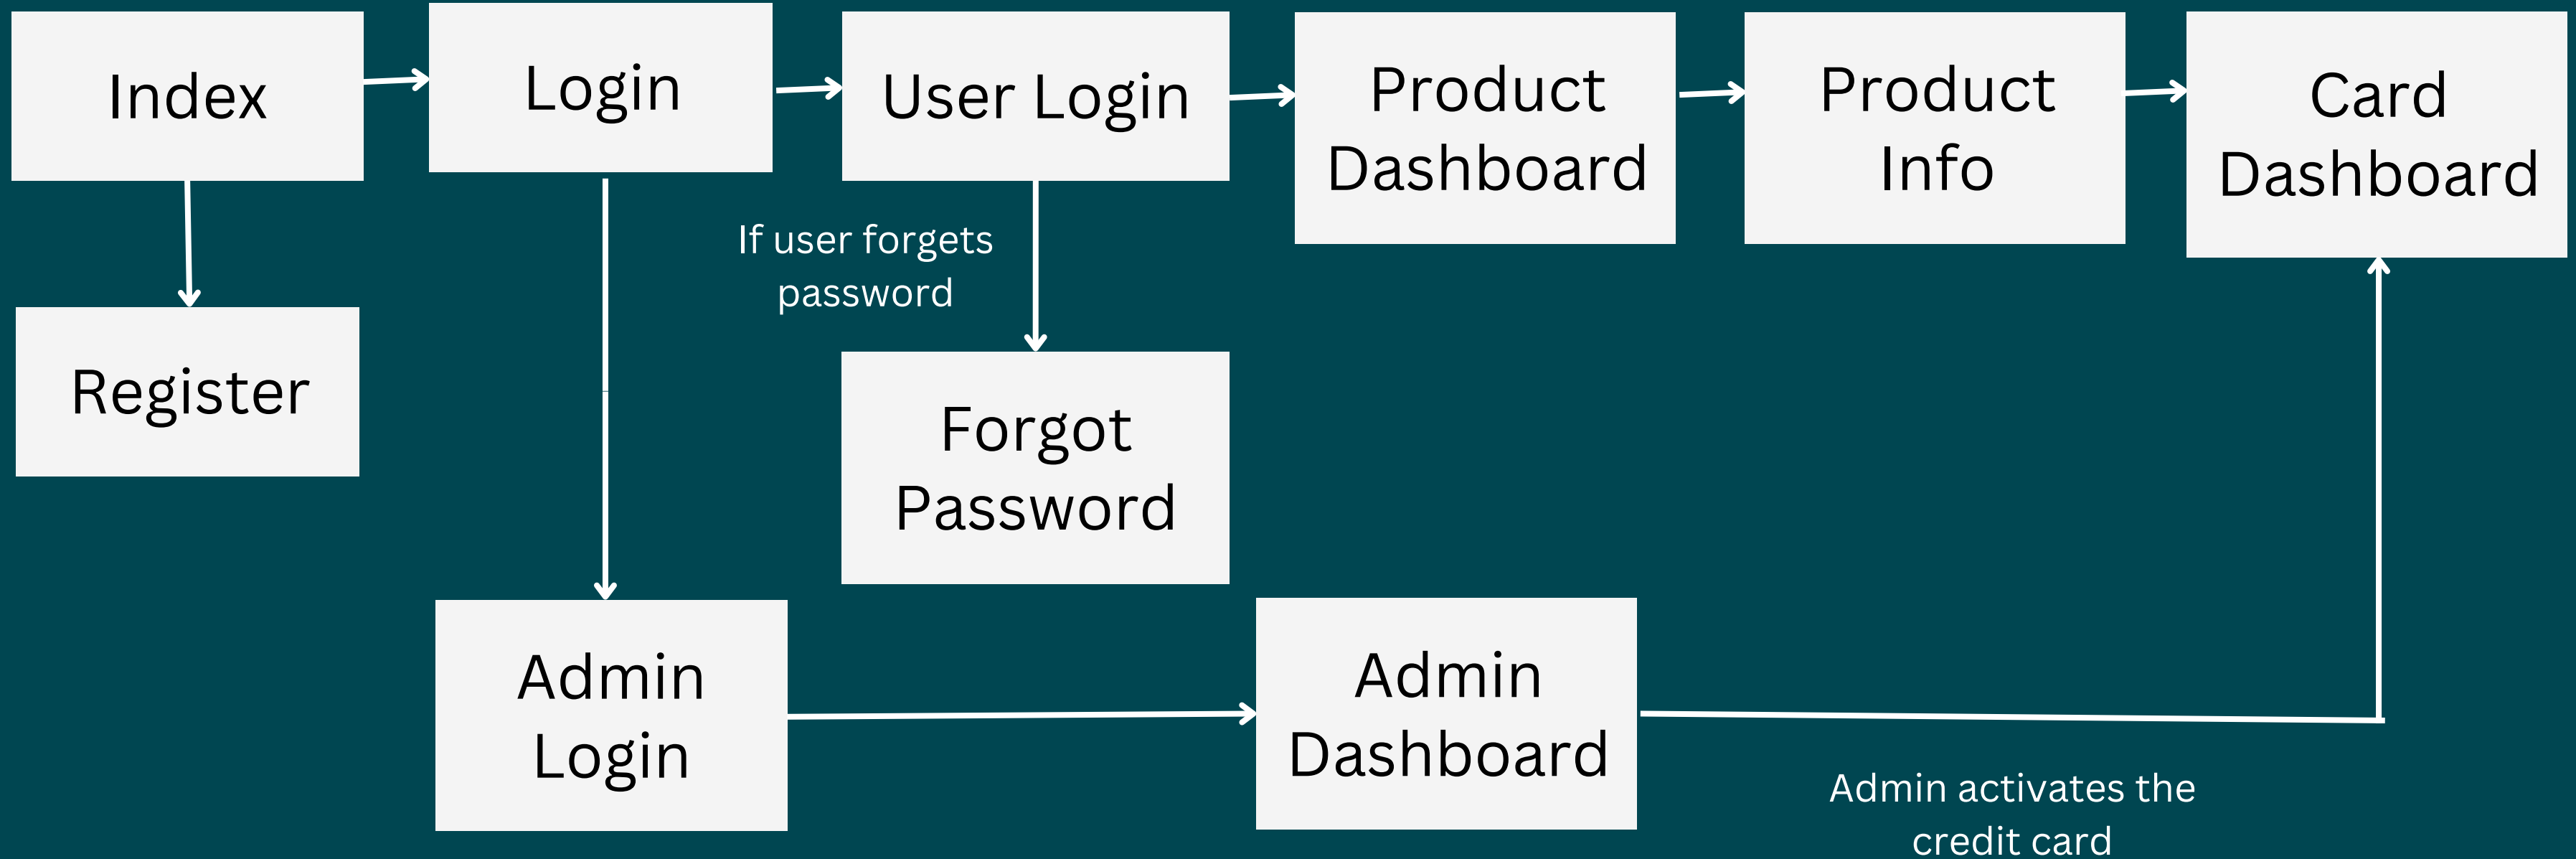 Index
Login
User Login
Product
Dashboard
Product
Info
Card
Dashboard
If user forgets
password
Register
Forgot
Password
Admin
Login
Admin
Dashboard
Admin activates the
credit card